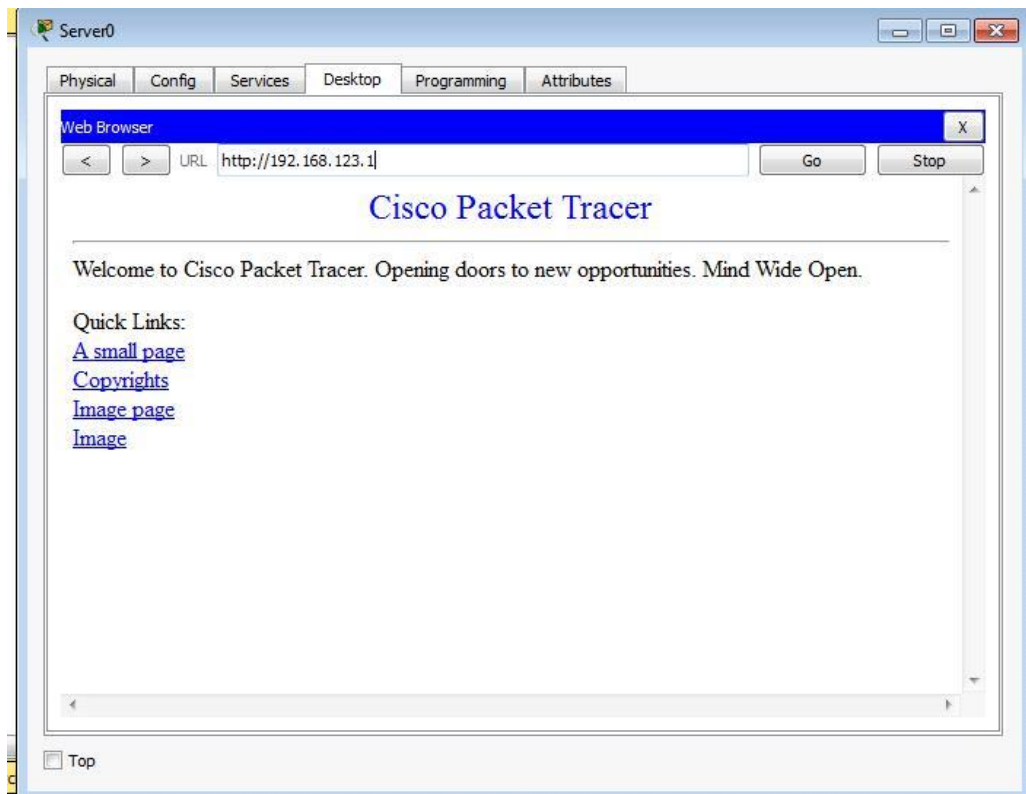 Server0
Physical Config Services Desktop Programming Attributes
Web Browser X
< > URL http://192.168.123.1 Go Stop
Cisco Packet Tracer
Welcome to Cisco Packet Tracer. Opening doors to new opportunities. Mind Wide Open.
Quick Links:
A small page
Copyrights
Image page
Image
Top